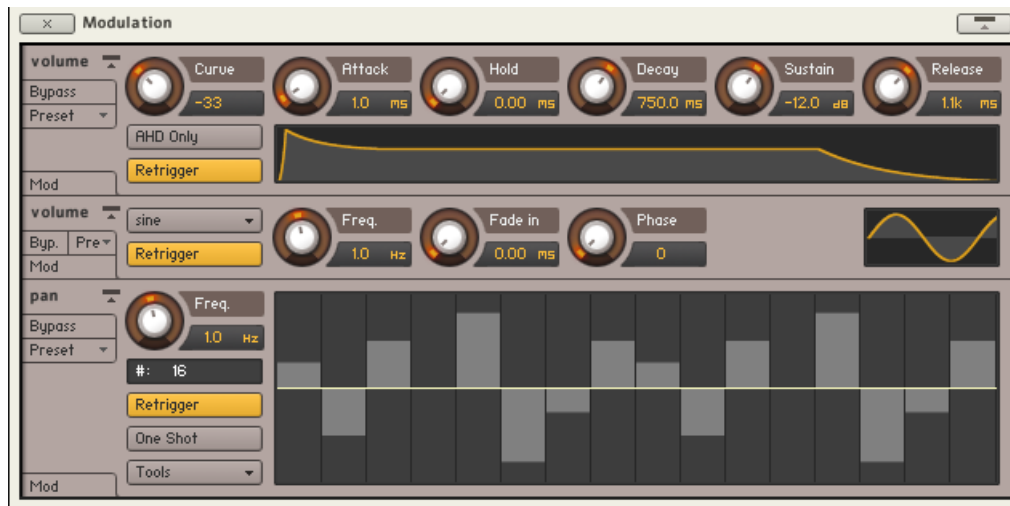 × Modulation
volume
Curve Attack Hold Decay Sustain Release
Bypass
-33 1.0 ms 0.00 ms 750.0 ms -12.0 dB 1.1k ms
Preset
AHD Only
Retrigger
Mod
volume
sine Freq. Fade in Phase
Byp. Pre
Retrigger 1.0 Hz 0.00 ms 0
Mod
pan
Freq.
Bypass
1.0 Hz
Preset
#: 16
Retrigger
One Shot
Tools
Mod